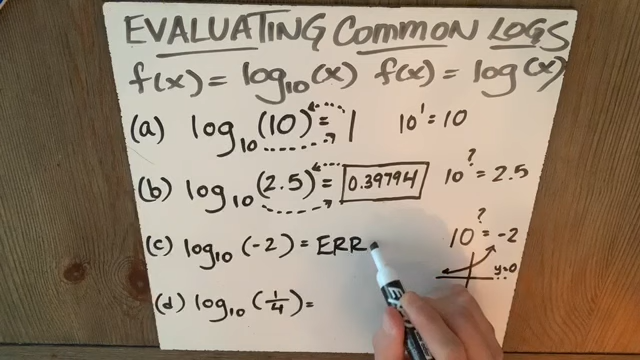 EVALUATING COMMON LOGS
f(x) = log₁₀(x) f(x) = log(x)
(a) log₁₀(10) = 1 10¹ = 10
(b) log₁₀(2.5) = 0.39794 10^? = 2.5
(c) log₁₀(-2) = ERR 10^? = -2
y=0
(d) log₁₀(1/4) =